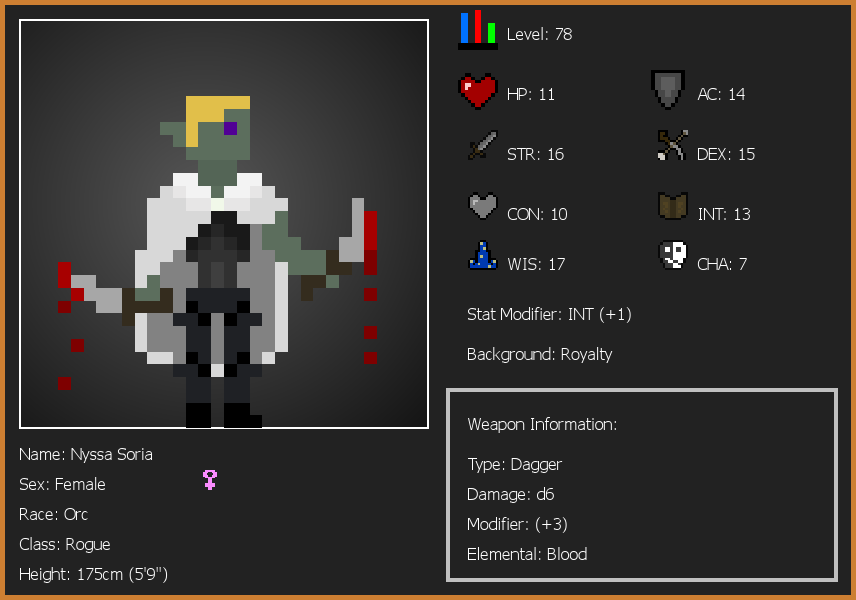 Level: 78
HP: 11
AC: 14
STR: 16
DEX: 15
CON: 10
INT: 13
WIS: 17
CHA: 7
Stat Modifier: INT (+1)
Background: Royalty
Weapon Information:
Type: Dagger
Damage: d6
Modifier: (+3)
Elemental: Blood
Name: Nyssa Soria
Sex: Female
Race: Orc
Class: Rogue
Height: 175cm (5'9")